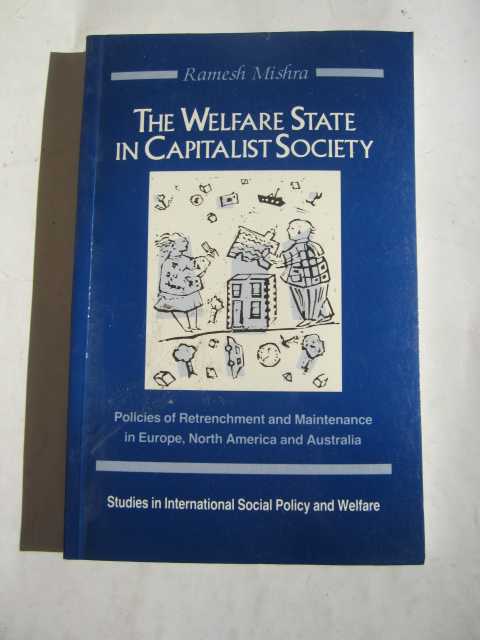 Ramesh Mishra
THE WELFARE STATE
IN CAPITALIST SOCIETY
Policies of Retrenchment and Maintenance
in Europe, North America and Australia
Studies in International Social Policy and Welfare